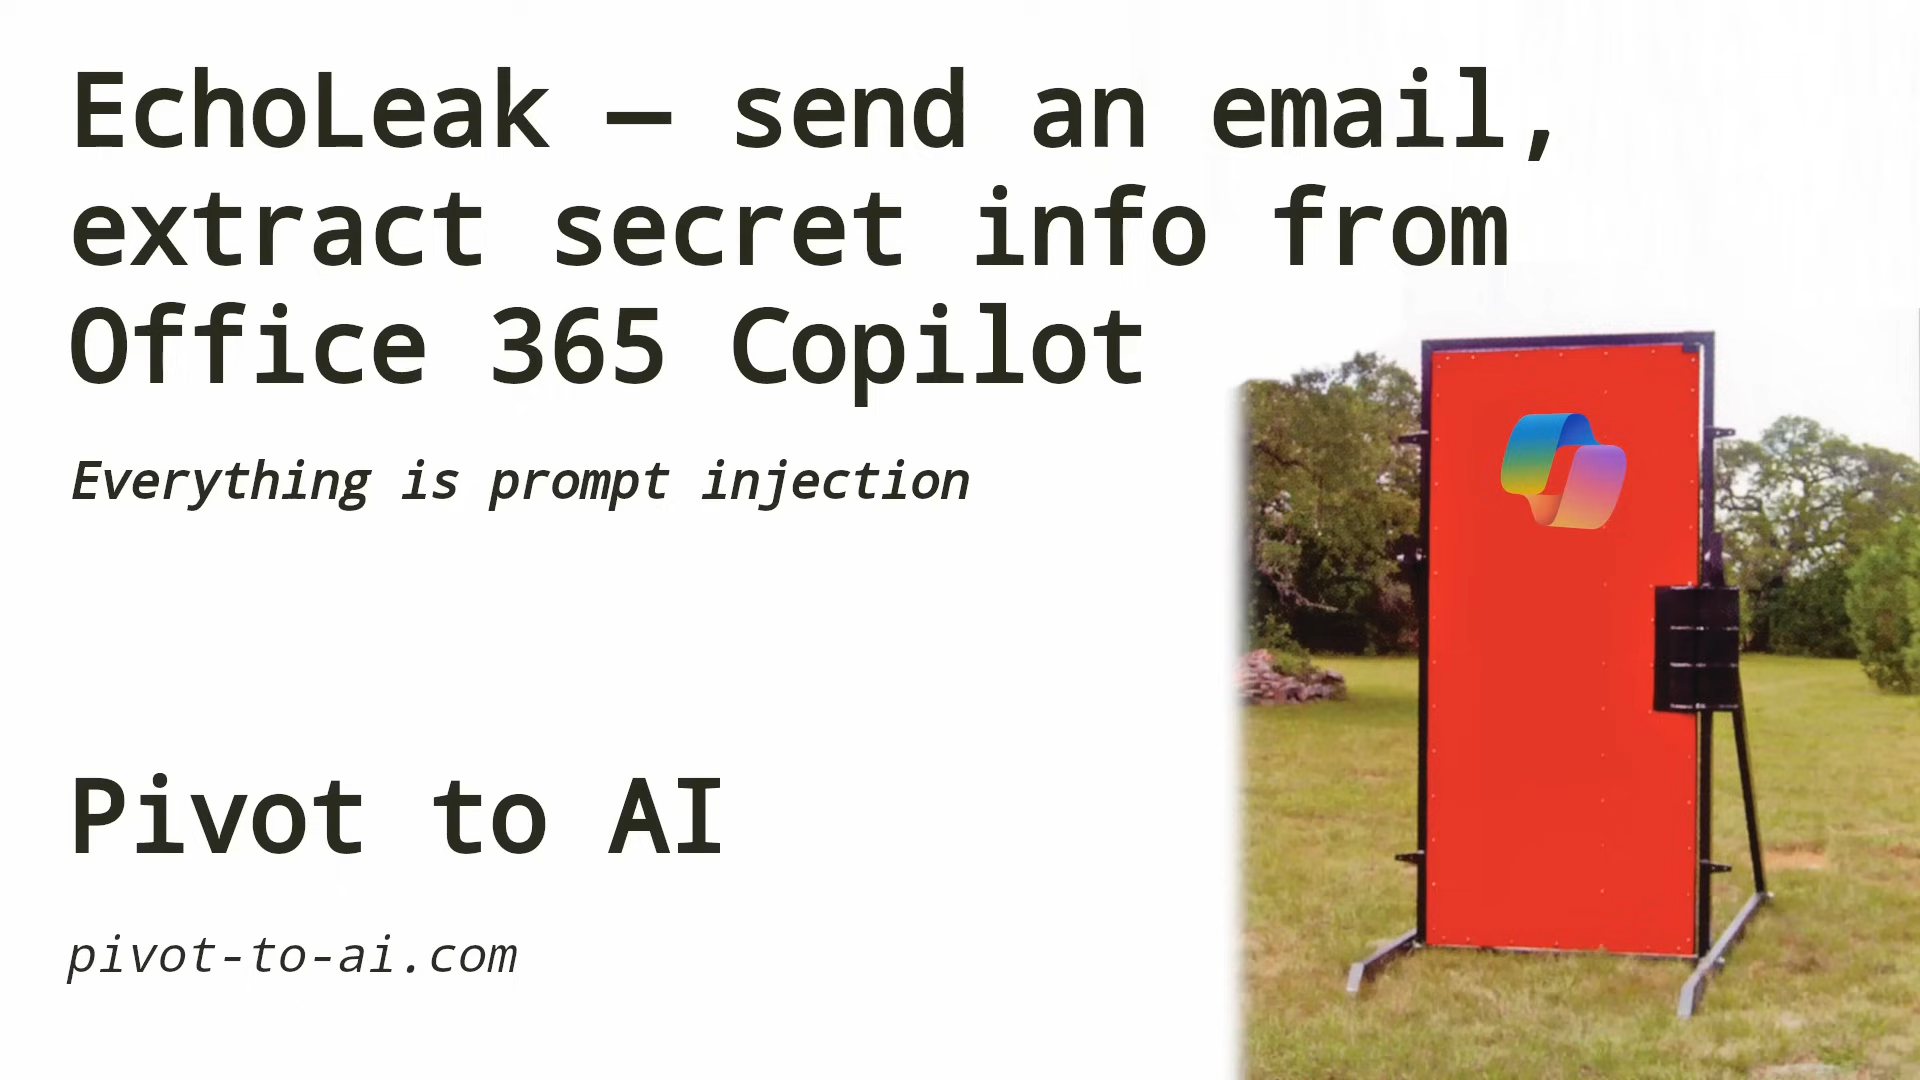 EchoLeak — send an email,
extract secret info from
Office 365 Copilot
Everything is prompt injection
Pivot to AI
pivot-to-ai.com